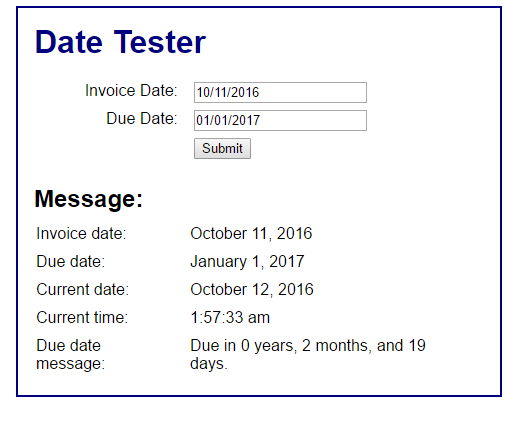 Date Tester
Invoice Date: 10/11/2016
Due Date: 01/01/2017
Submit
Message:
Invoice date: October 11, 2016
Due date: January 1, 2017
Current date: October 12, 2016
Current time: 1:57:33 am
Due date message: Due in 0 years, 2 months, and 19 days.